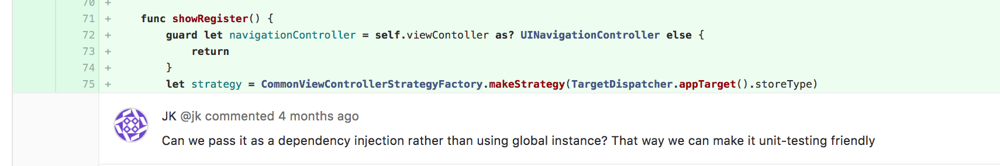 70 +
71 + func showRegister() {
72 + guard let navigationController = self.viewContoller as? UINavigationController else {
73 + return
74 + }
75 + let strategy = CommonViewControllerStrategyFactory.makeStrategy(TargetDispatcher.appTarget().storeType)
JK @jk commented 4 months ago
Can we pass it as a dependency injection rather than using global instance? That way we can make it unit-testing friendly